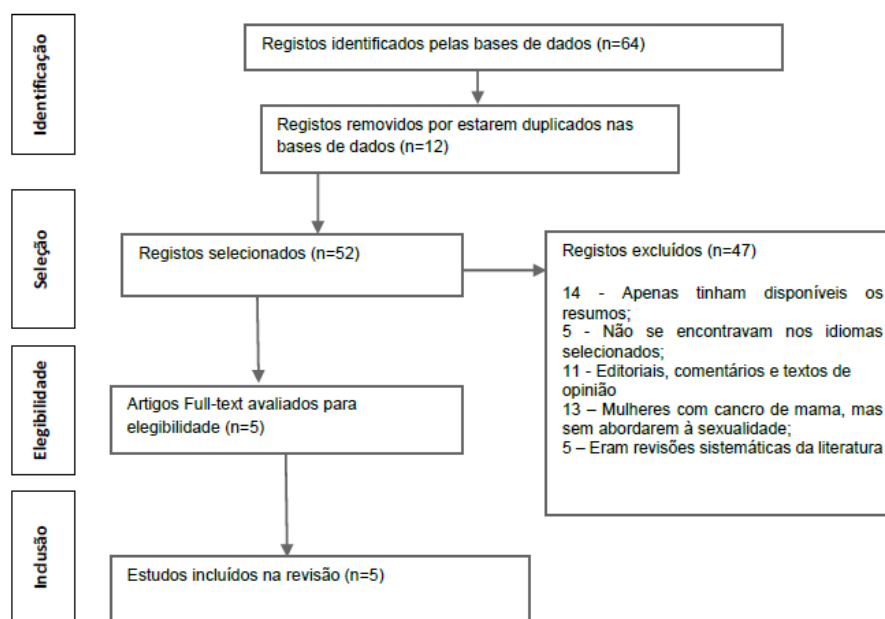 Identificação
Registos identificados pelas bases de dados (n=64)
Registos removidos por estarem duplicados nas
bases de dados (n=12)
Seleção
Registos selecionados (n=52)
Registos excluídos (n=47)
14 - Apenas tinham disponíveis os
resumos;
5 - Não se encontravam nos idiomas
selecionados;
11 - Editoriais, comentários e textos de
opinião
13 – Mulheres com cancro de mama, mas
sem abordarem à sexualidade;
5 – Eram revisões sistemáticas da literatura
Elegibilidade
Artigos Full-text avaliados para
elegibilidade (n=5)
Inclusão
Estudos incluídos na revisão (n=5)